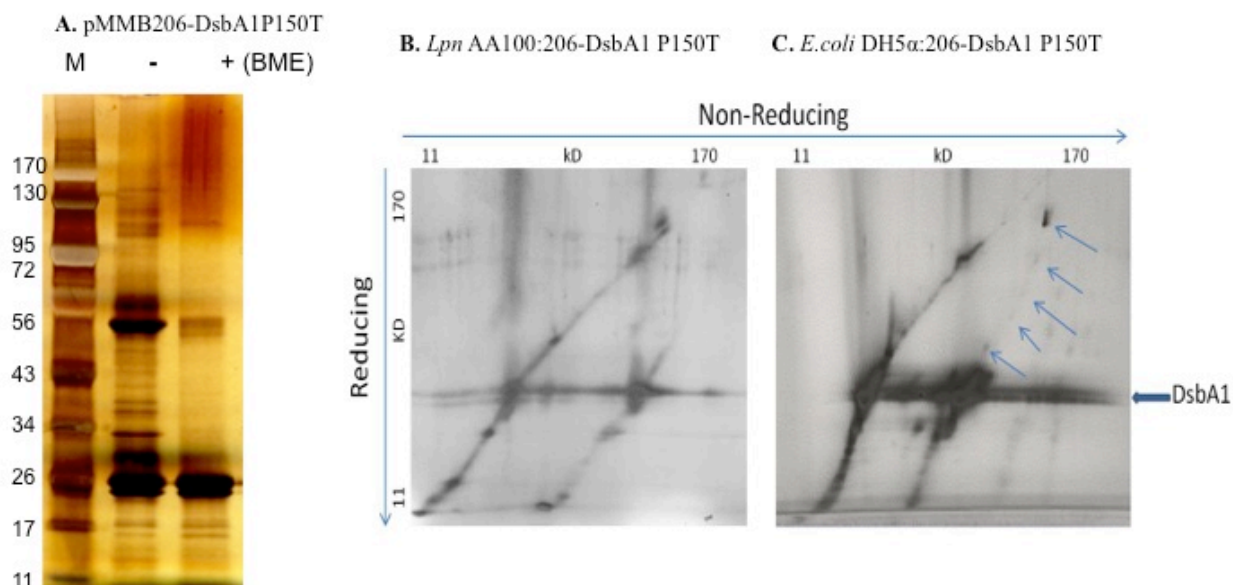 A. pMMB206-DsbA1P150T
M - + (BME)
170
130
95
72
56
43
34
26
17
11
B. Lpn AA100:206-DsbA1 P150T
C. E.coli DH5α:206-DsbA1 P150T
Non-Reducing
11 kD 170
11 kD 170
Reducing
170
KD
11
DsbA1